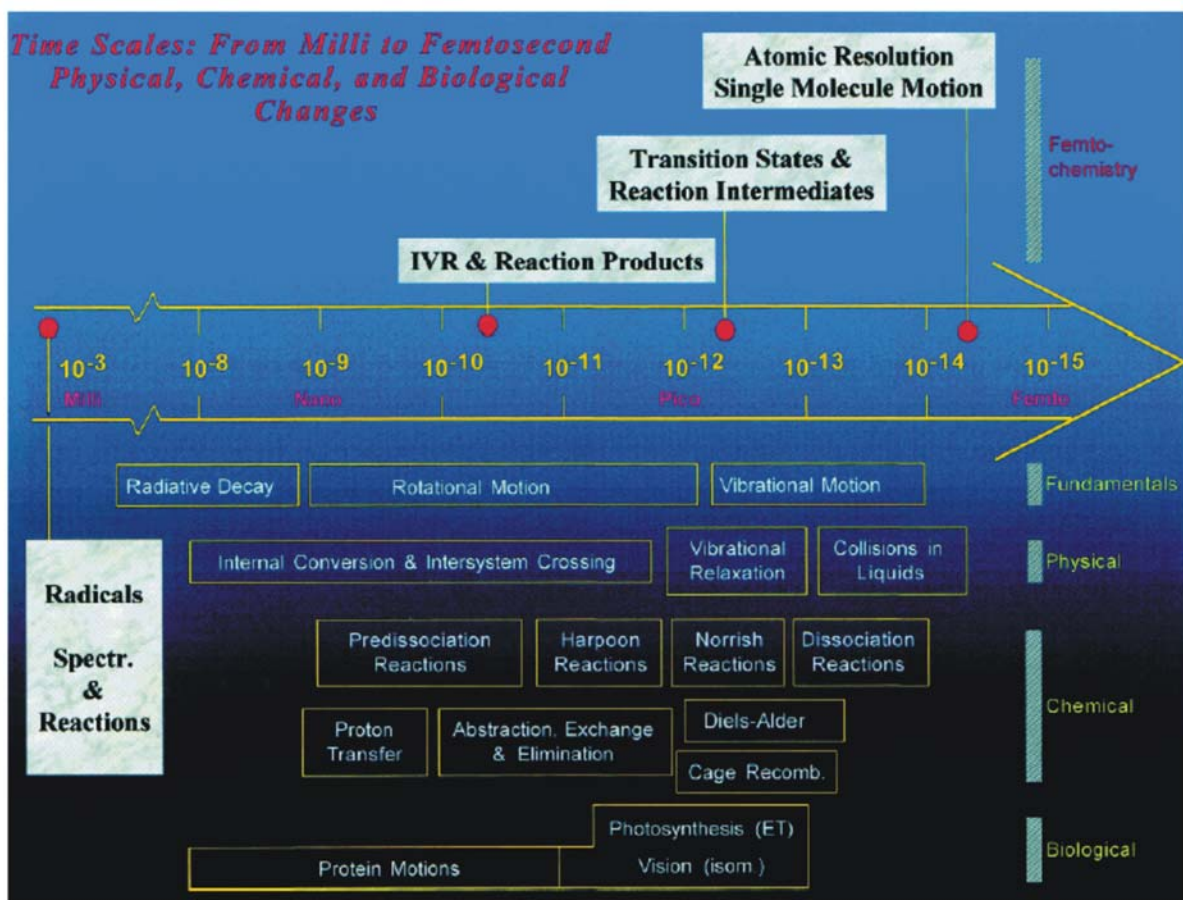 Time Scales: From Milli to Femtosecond
Physical, Chemical, and Biological
Changes
Atomic Resolution
Single Molecule Motion
Femto-
chemistry
Transition States &
Reaction Intermediates
IVR & Reaction Products
10-3 10-8 10-9 10-10 10-11 10-12 10-13 10-14 10-15
Milli Nano Pico Femto
Radiative Decay Rotational Motion Vibrational Motion Fundamentals
Internal Conversion & Intersystem Crossing
Vibrational
Relaxation
Collisions in
Liquids
Physical
Radicals
Spectr.
&
Reactions
Predissociation
Reactions
Harpoon
Reactions
Norrish
Reactions
Dissociation
Reactions
Proton
Transfer
Abstraction, Exchange
& Elimination
Diels-Alder
Cage Recomb.
Chemical
Protein Motions
Photosynthesis (ET)
Vision (isom.)
Biological